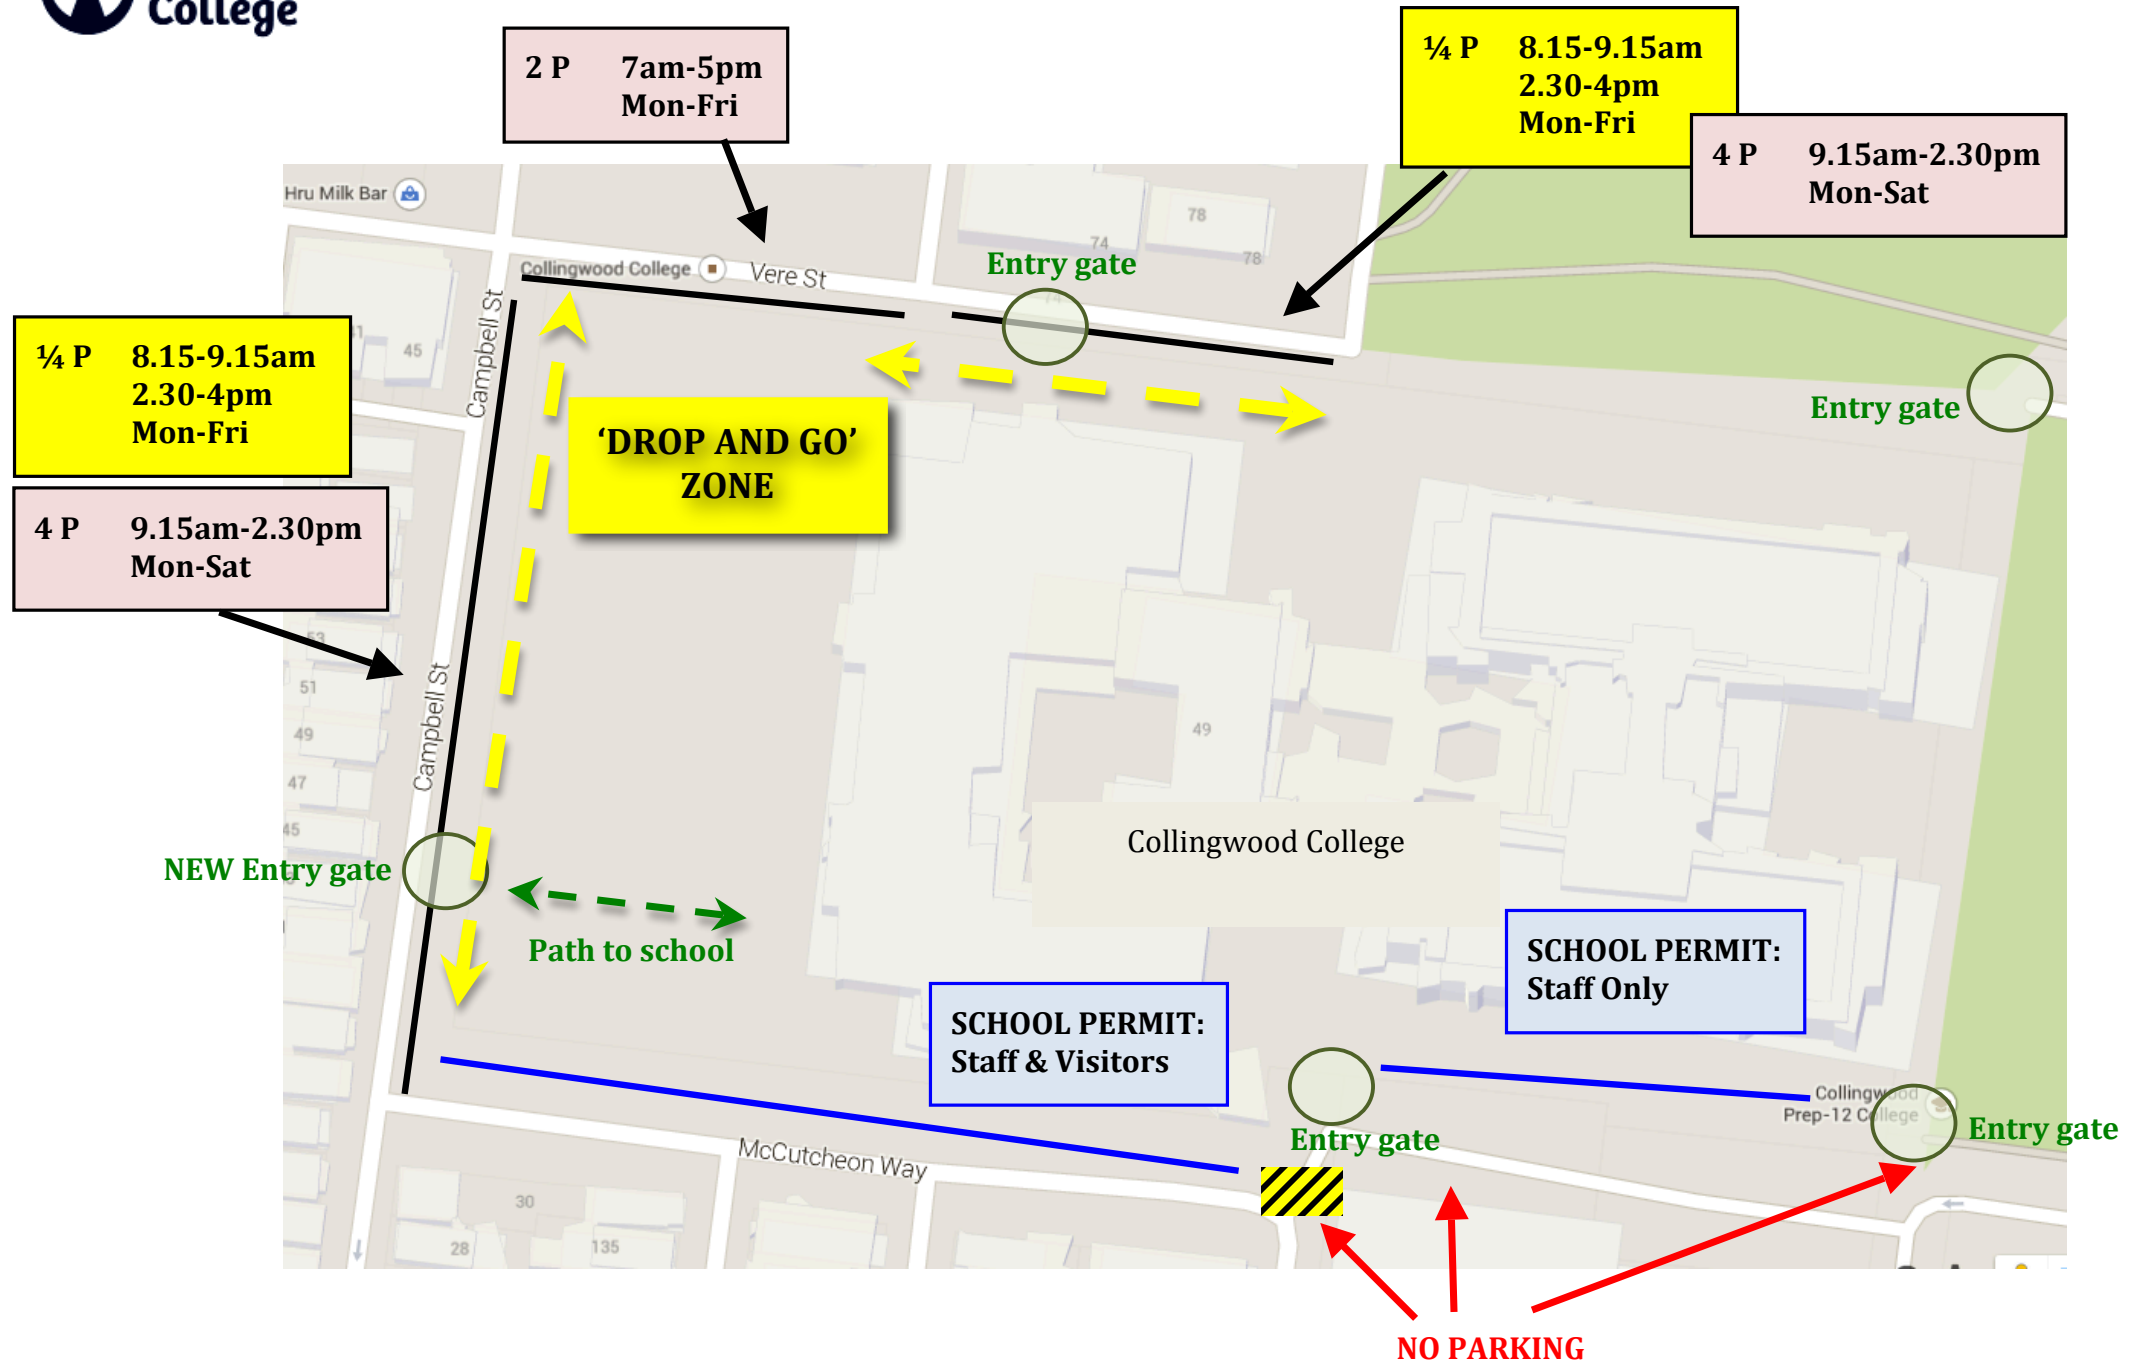 College
2 P 7am-5pm
Mon-Fri
¼ P 8.15-9.15am
2.30-4pm
Mon-Fri
4 P 9.15am-2.30pm
Mon-Sat
Hru Milk Bar
78
74
78
Entry gate
Collingwood College
Vere St
74
Campbell St
41
45
¼ P 8.15-9.15am
2.30-4pm
Mon-Fri
Entry gate
‘DROP AND GO’
ZONE
4 P 9.15am-2.30pm
Mon-Sat
53
51
Campbell St
49
49
47
45
Collingwood College
NEW Entry gate
Path to school
SCHOOL PERMIT:
Staff Only
SCHOOL PERMIT:
Staff & Visitors
Collingwood
Prep-12 College
Entry gate
Entry gate
McCutcheon Way
30
28
135
NO PARKING